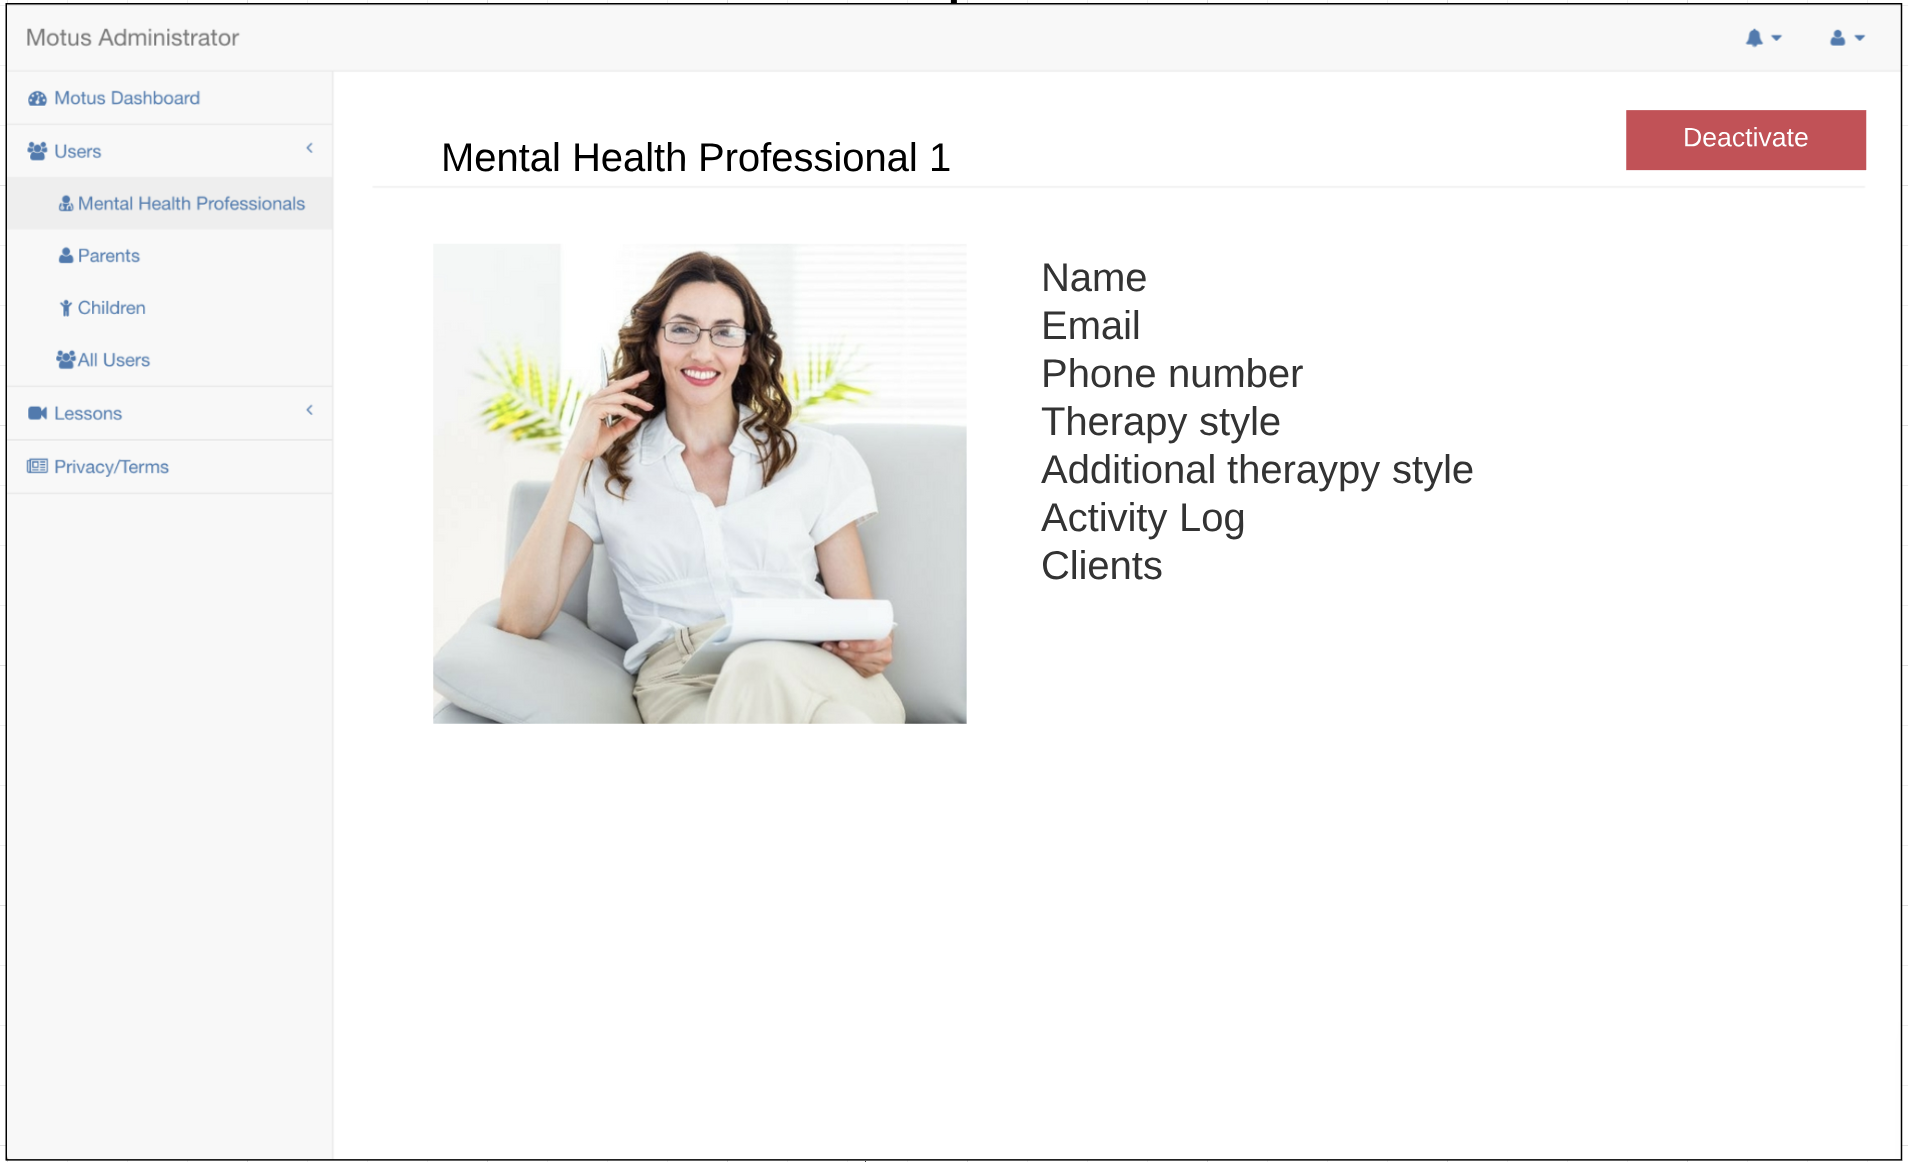 Motus Administrator
Motus Dashboard
Users
Mental Health Professionals
Parents
Children
All Users
Lessons
Privacy/Terms
Mental Health Professional 1
Deactivate
Name
Email
Phone number
Therapy style
Additional theraypy style
Activity Log
Clients